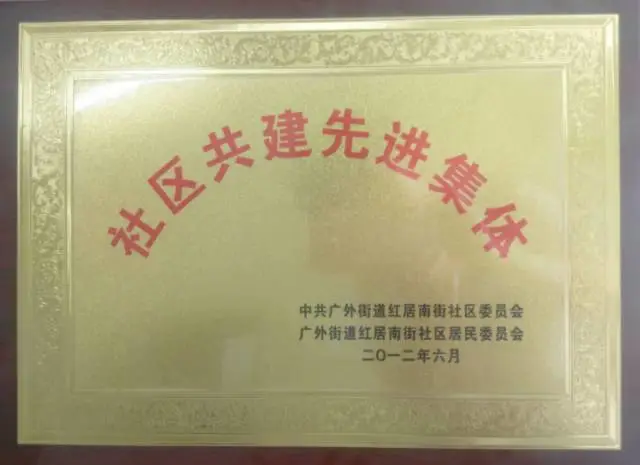 社区共建先进集体
中共广外街道红居南街社区委员会
广外街道红居南街社区居民委员会
二〇一二年六月